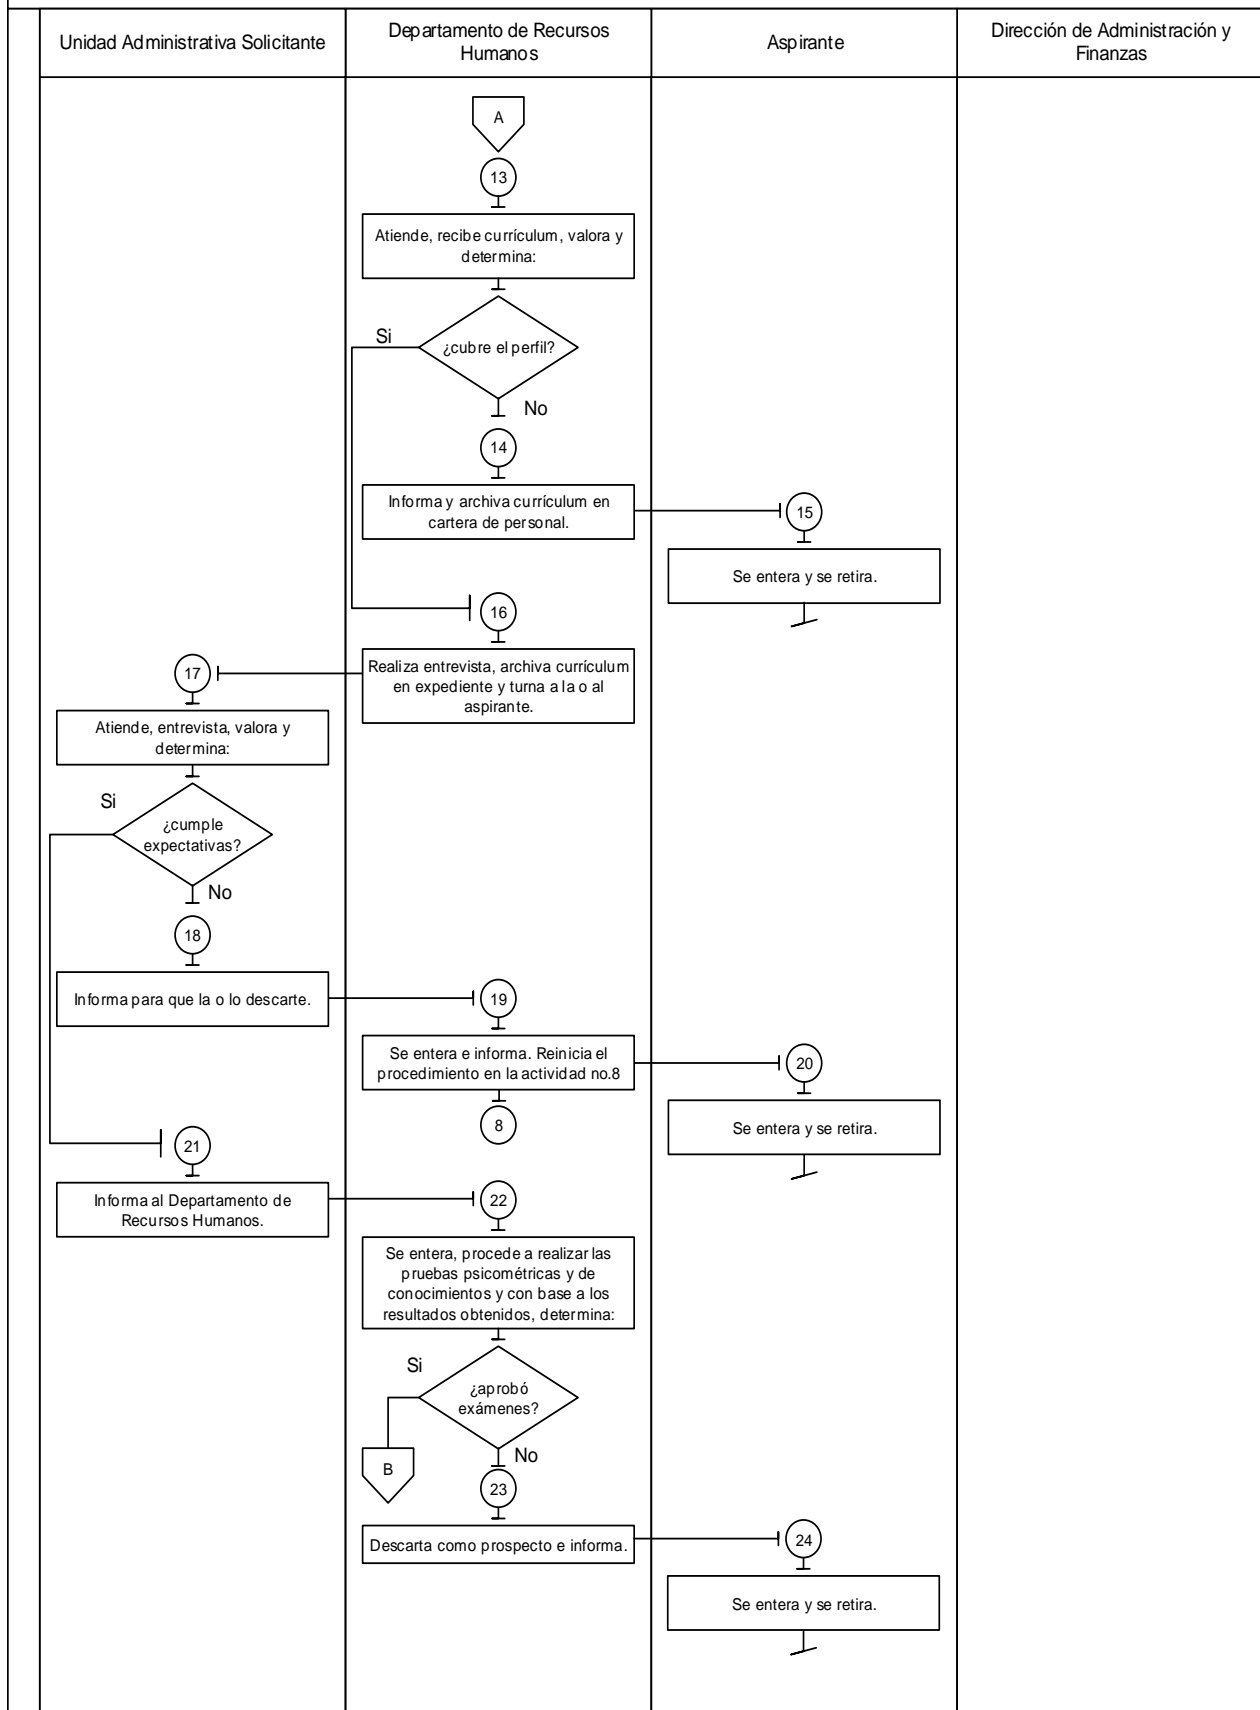 Unidad Administrativa Solicitante
Departamento de Recursos
Humanos
Aspirante
Dirección de Administración y
Finanzas
A
13
Atiende, recibe currículum, valora y
determina:
Si
¿cubre el perfil?
No
14
Informa y archiva currículum en
cartera de personal.
15
Se entera y se retira.
16
Realiza entrevista, archiva currículum
en expediente y turna a la o al
aspirante.
17
Atiende, entrevista, valora y
determina:
Si
¿cumple
expectativas?
No
18
Informa para que la o lo descarte.
19
Se entera e informa. Reinicia el
procedimiento en la actividad no.8
8
20
Se entera y se retira.
21
Informa al Departamento de
Recursos Humanos.
22
Se entera, procede a realizar las
pruebas psicométricas y de
conocimientos y con base a los
resultados obtenidos, determina:
Si
¿aprobó
exámenes?
No
B
23
Descarta como prospecto e informa.
24
Se entera y se retira.